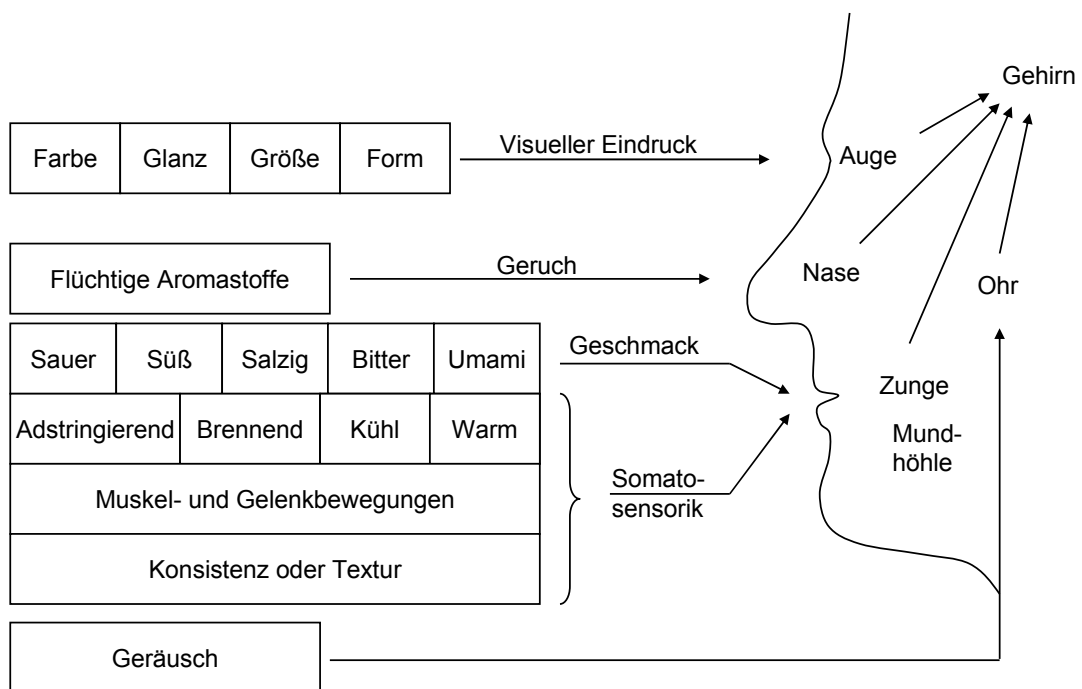 Gehirn
Farbe Glanz Größe Form
Visueller Eindruck
Auge
Flüchtige Aromastoffe
Geruch
Nase
Ohr
Sauer Süß Salzig Bitter Umami
Geschmack
Zunge
Adstringierend Brennend Kühl Warm
Mund-
höhle
Muskel- und Gelenkbewegungen
Somato-
sensorik
Konsistenz oder Textur
Geräusch